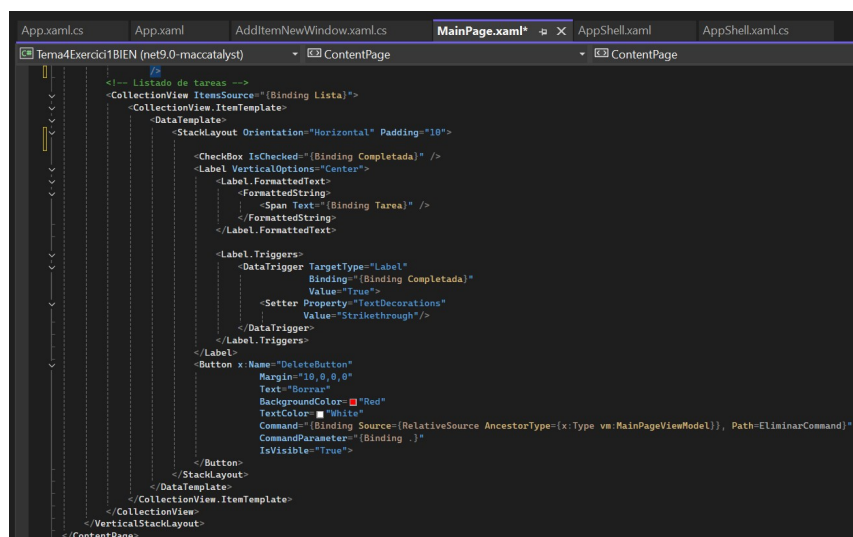 App.xaml.cs App.xaml AddItemNewWindow.xaml.cs MainPage.xaml* AppShell.xaml AppShell.xaml.cs
C# Tema4Exercici1BIEN (net9.0-maccatalyst) ContentPage ContentPage
/>
<!-- Listado de tareas -->
<CollectionView ItemsSource="{Binding Lista}">
<CollectionView.ItemTemplate>
<DataTemplate>
<StackLayout Orientation="Horizontal" Padding="10">
<CheckBox IsChecked="{Binding Completada}" />
<Label VerticalOptions="Center">
<Label.FormattedText>
<FormattedString>
<Span Text="{Binding Tarea}" />
</FormattedString>
</Label.FormattedText>
<Label.Triggers>
<DataTrigger TargetType="Label"
Binding="{Binding Completada}"
Value="True">
<Setter Property="TextDecorations"
Value="Strikethrough"/>
</DataTrigger>
</Label.Triggers>
</Label>
<Button x:Name="DeleteButton"
Margin="10,0,0,0"
Text="Borrar"
BackgroundColor="Red"
TextColor="White"
Command="{Binding Source={RelativeSource AncestorType={x:Type vm:MainPageViewModel}}, Path=EliminarCommand}"
CommandParameter="{Binding .}"
IsVisible="True">
</Button>
</StackLayout>
</DataTemplate>
</CollectionView.ItemTemplate>
</CollectionView>
</VerticalStackLayout>
</ContentPage>